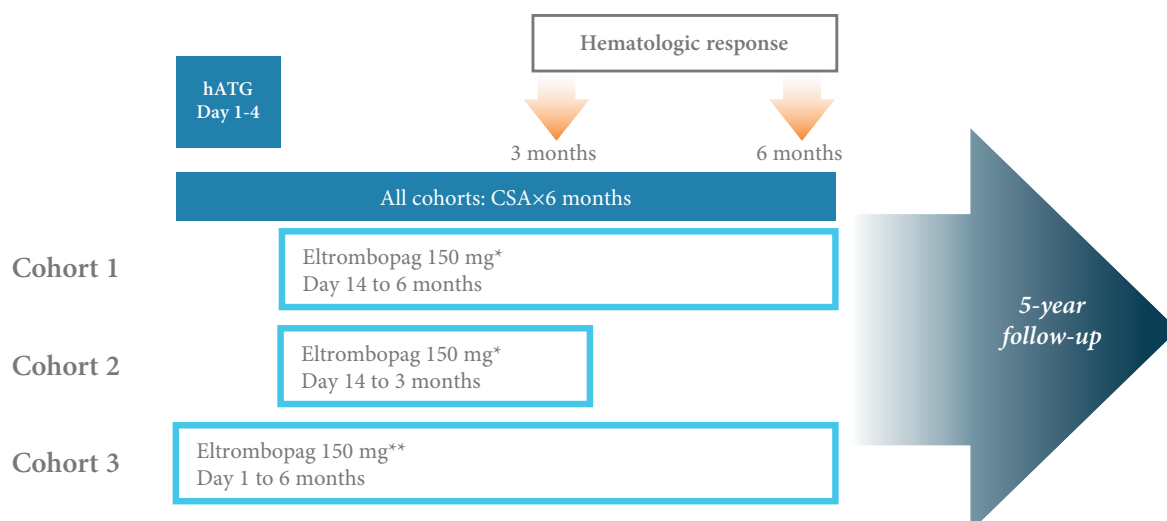 Hematologic response
hATG
Day 1-4
3 months
6 months
All cohorts: CSA×6 months
Cohort 1
Eltrombopag 150 mg*
Day 14 to 6 months
Cohort 2
Eltrombopag 150 mg*
Day 14 to 3 months
Cohort 3
Eltrombopag 150 mg**
Day 1 to 6 months
5-year
follow-up